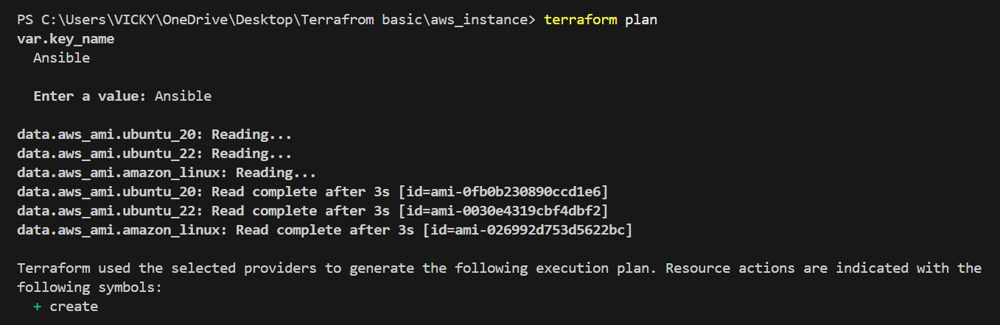 PS C:\Users\VICKY\OneDrive\Desktop\Terrafrom basic\aws_instance> terraform plan
var.key_name
  Ansible

  Enter a value: Ansible

data.aws_ami.ubuntu_20: Reading...
data.aws_ami.ubuntu_22: Reading...
data.aws_ami.amazon_linux: Reading...
data.aws_ami.ubuntu_20: Read complete after 3s [id=ami-0fb0b230890ccd1e6]
data.aws_ami.ubuntu_22: Read complete after 3s [id=ami-0030e4319cbf4dbf2]
data.aws_ami.amazon_linux: Read complete after 3s [id=ami-026992d753d5622bc]

Terraform used the selected providers to generate the following execution plan. Resource actions are indicated with the
following symbols:
  + create